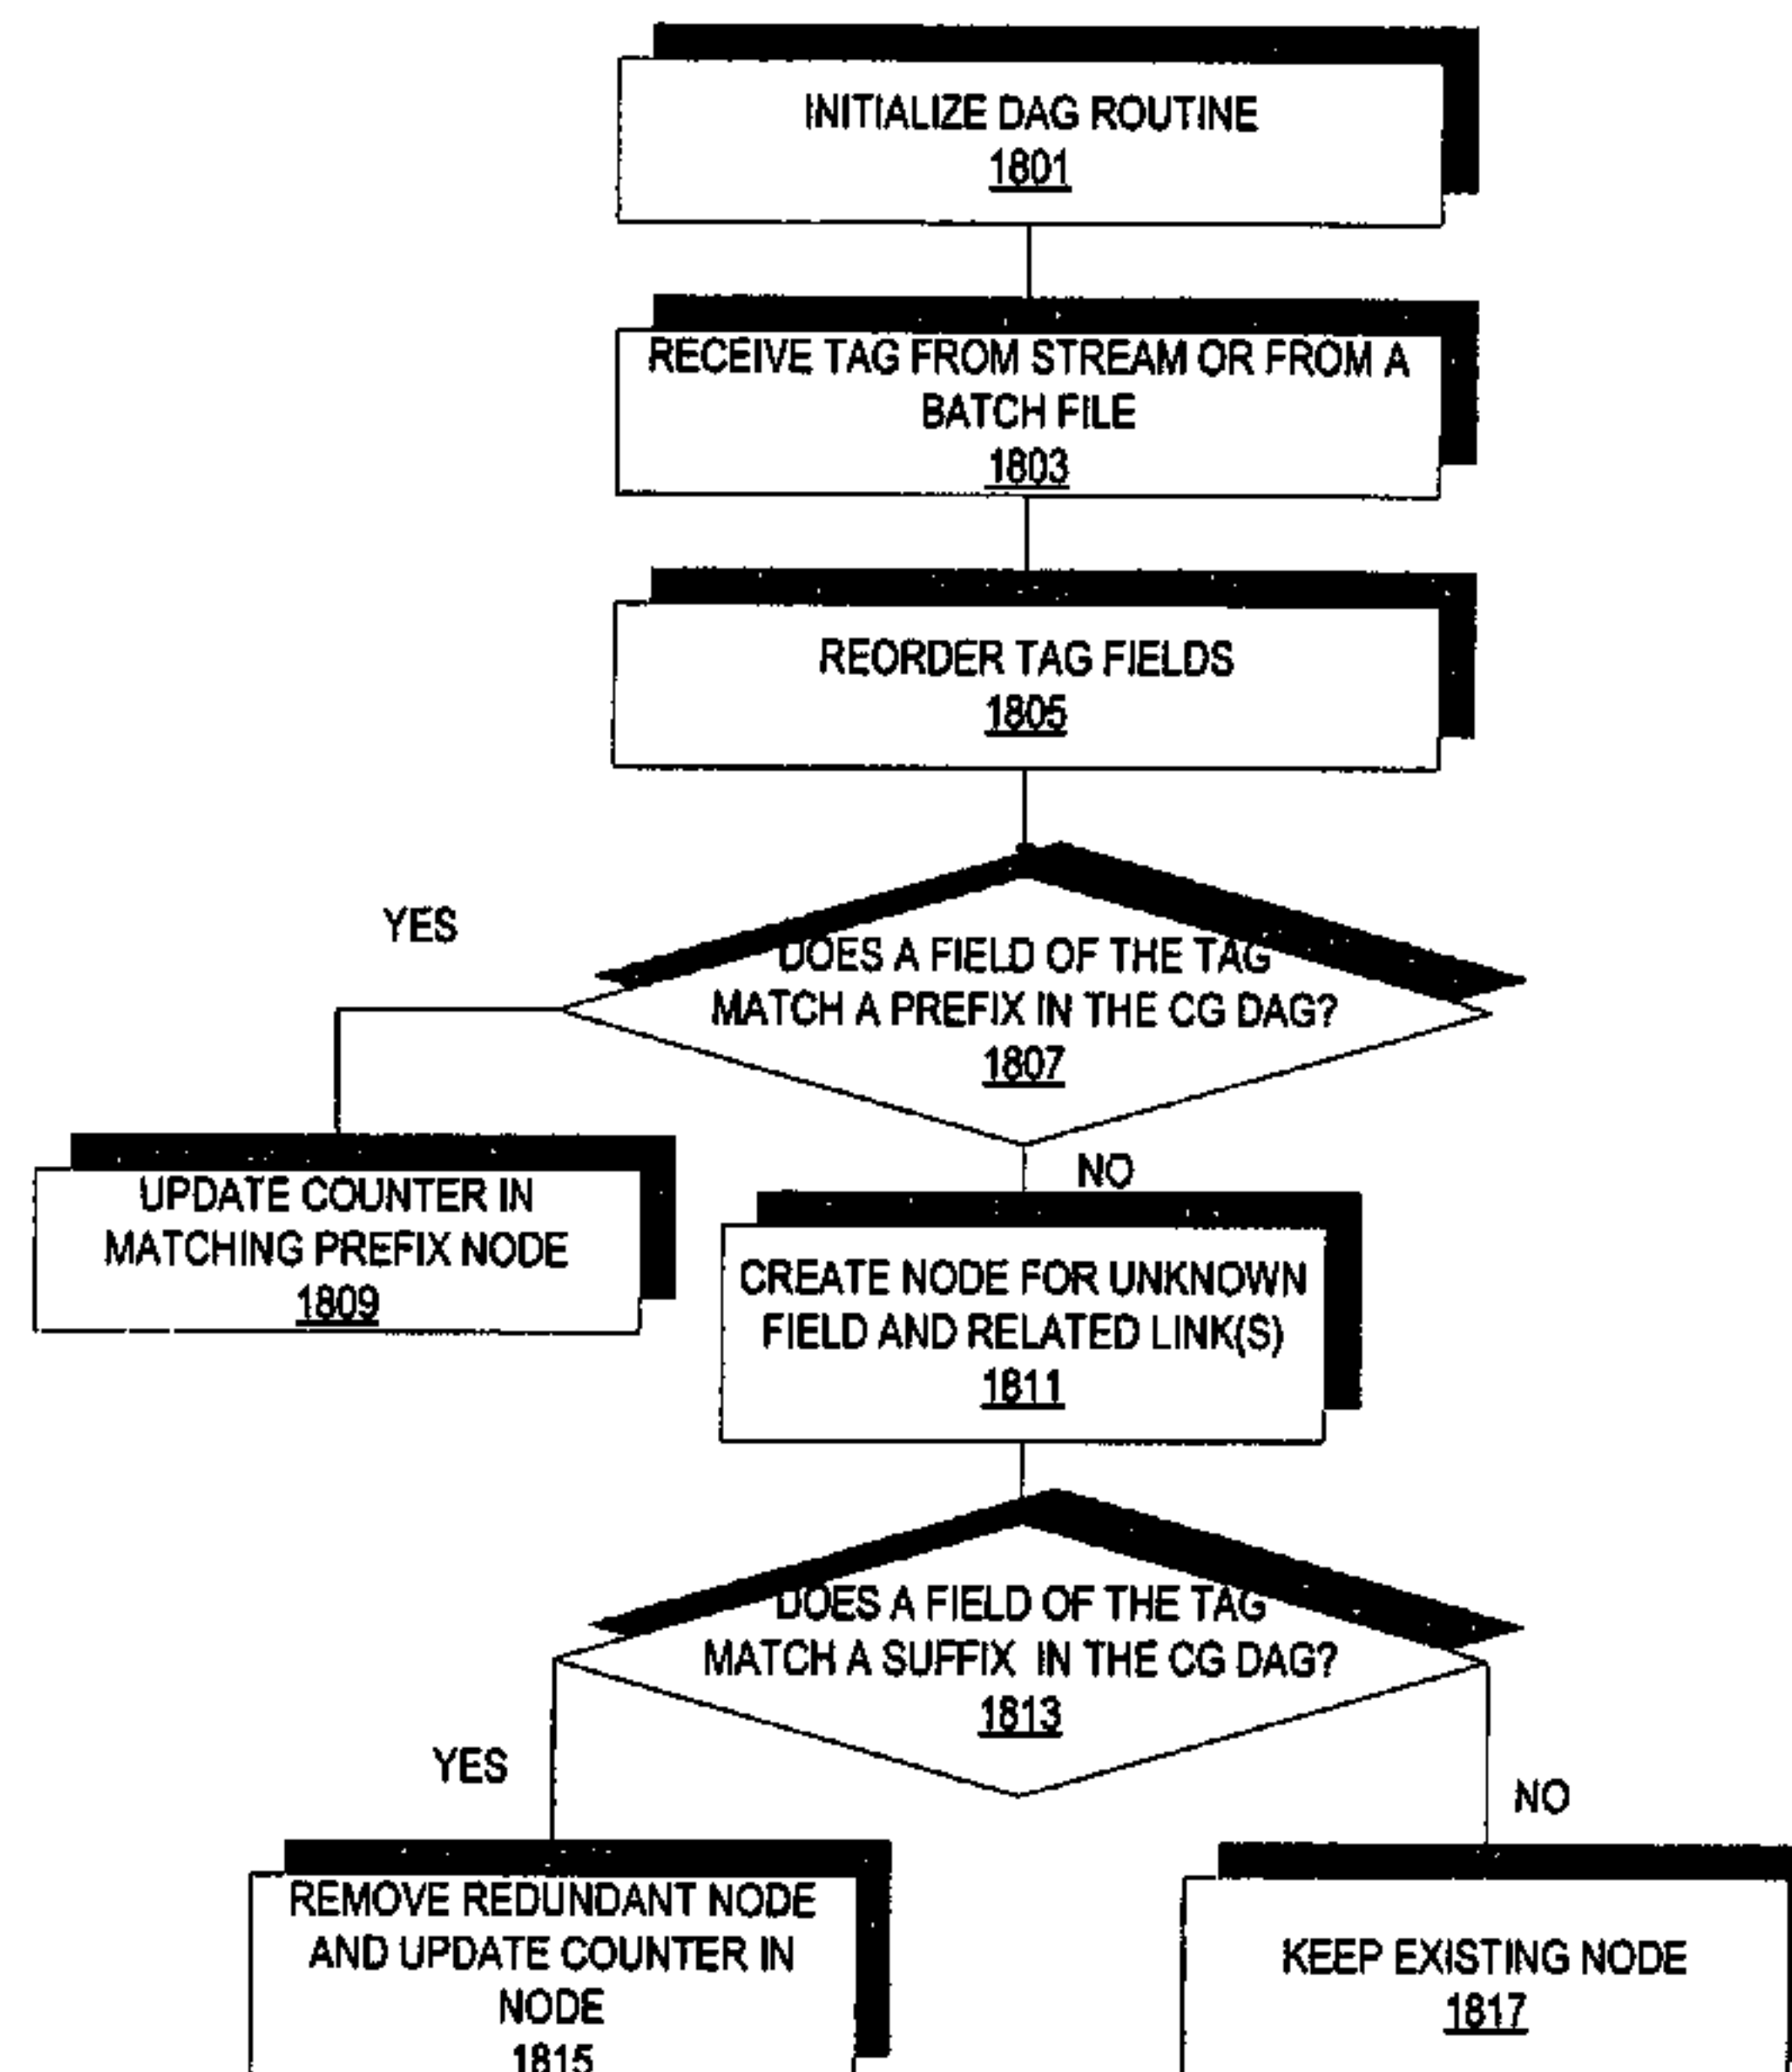 INITIALIZE DAG ROUTINE
1801
RECEIVE TAG FROM STREAM OR FROM A
BATCH FILE
1803
REORDER TAG FIELDS
1805
YES
DOES A FIELD OF THE TAG
MATCH A PREFIX IN THE CG DAG?
1807
UPDATE COUNTER IN
MATCHING PREFIX NODE
1809
NO
CREATE NODE FOR UNKNOWN
FIELD AND RELATED LINK(S)
1811
DOES A FIELD OF THE TAG
MATCH A SUFFIX IN THE CG DAG?
1813
YES
NO
REMOVE REDUNDANT NODE
AND UPDATE COUNTER IN
NODE
1815
KEEP EXISTING NODE
1817